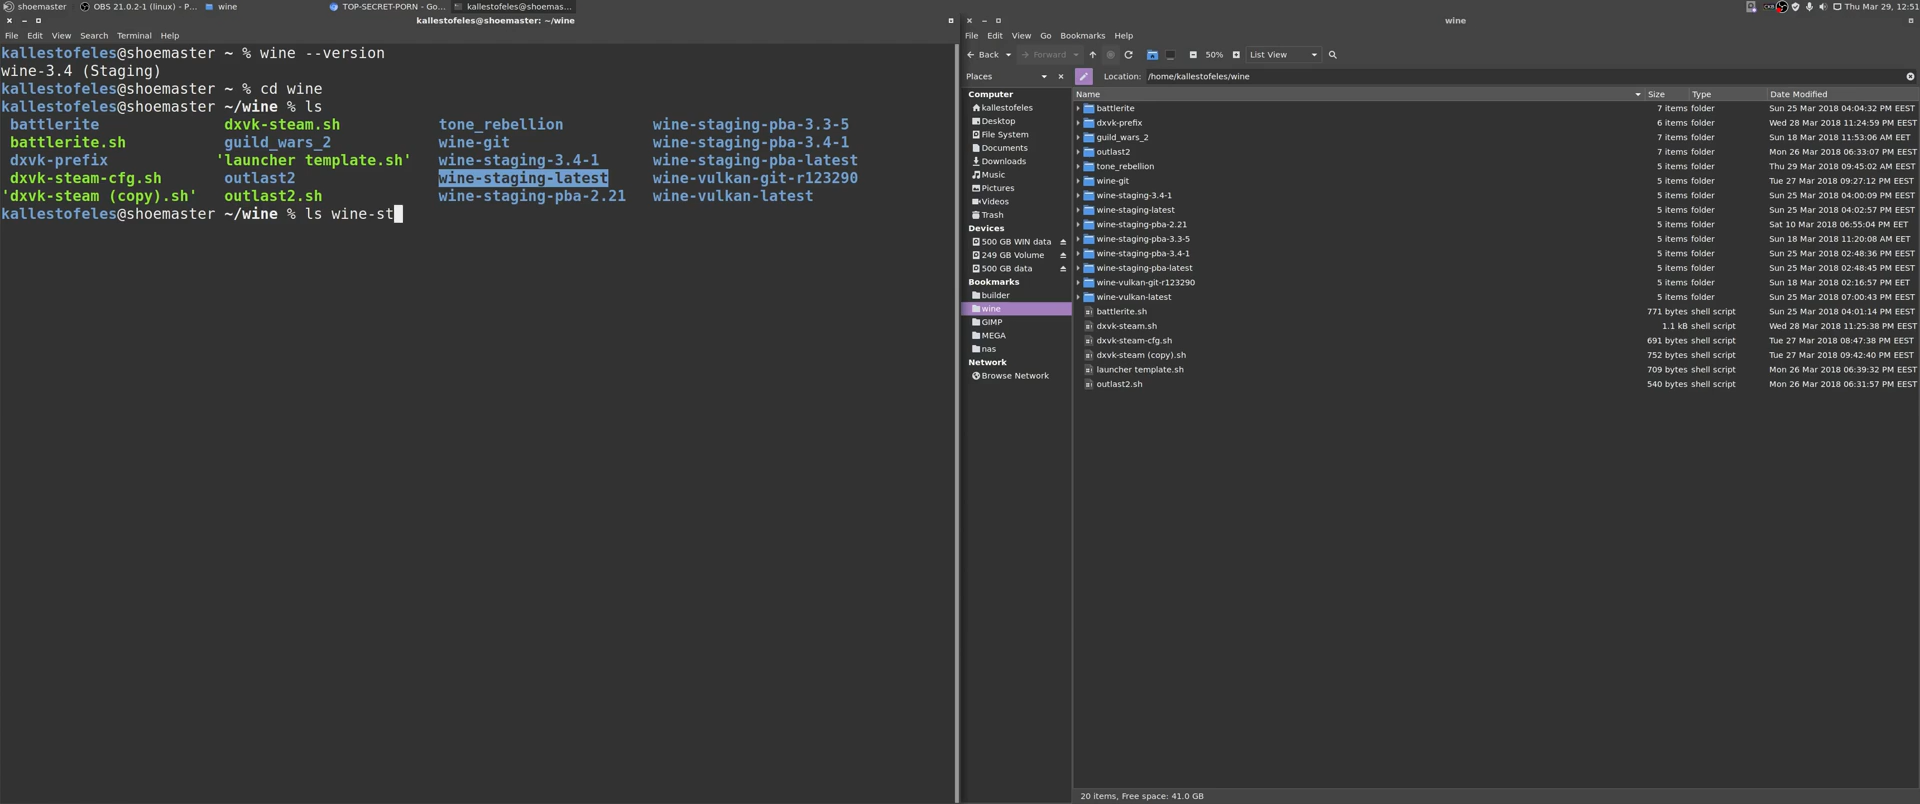 shoemaster OBS 21.0.2-1 (linux) - P... wine TOP-SECRET-PORN - Go... kallestofeles@shoemas... Thu Mar 29, 12:51
kallestofeles@shoemaster: ~/wine
File Edit View Search Terminal Help
kallestofeles@shoemaster ~ % wine --version
wine-3.4 (Staging)
kallestofeles@shoemaster ~ % cd wine
kallestofeles@shoemaster ~/wine % ls
battlerite dxvk-steam.sh tone_rebellion wine-staging-pba-3.3-5
battlerite.sh guild_wars_2 wine-git wine-staging-pba-3.4-1
dxvk-prefix 'launcher template.sh' wine-staging-3.4-1 wine-staging-pba-latest
dxvk-steam-cfg.sh outlast2 wine-staging-latest wine-vulkan-git-r123290
'dxvk-steam (copy).sh' outlast2.sh wine-staging-pba-2.21 wine-vulkan-latest
kallestofeles@shoemaster ~/wine % ls wine-st
wine
File Edit View Go Bookmarks Help
Back Forward 50% List View
Places Location: /home/kallestofeles/wine
Computer
kallestofeles
Desktop
File System
Documents
Downloads
Music
Pictures
Videos
Trash
Devices
500 GB WIN data
249 GB Volume
500 GB data
Bookmarks
builder
wine
GIMP
MEGA
nas
Network
Browse Network
Name Size Type Date Modified
battlerite 7 items folder Sun 25 Mar 2018 04:04:32 PM EEST
dxvk-prefix 6 items folder Wed 28 Mar 2018 11:24:59 PM EEST
guild_wars_2 7 items folder Sun 18 Mar 2018 11:53:06 AM EET
outlast2 7 items folder Mon 26 Mar 2018 06:33:07 PM EEST
tone_rebellion 5 items folder Thu 29 Mar 2018 09:45:02 AM EEST
wine-git 5 items folder Tue 27 Mar 2018 09:27:12 PM EEST
wine-staging-3.4-1 5 items folder Sun 25 Mar 2018 04:00:09 PM EEST
wine-staging-latest 5 items folder Sun 25 Mar 2018 04:02:57 PM EEST
wine-staging-pba-2.21 5 items folder Sat 10 Mar 2018 06:55:04 PM EET
wine-staging-pba-3.3-5 5 items folder Sun 18 Mar 2018 11:20:08 AM EET
wine-staging-pba-3.4-1 5 items folder Sun 25 Mar 2018 02:48:36 PM EEST
wine-staging-pba-latest 5 items folder Sun 25 Mar 2018 02:48:45 PM EEST
wine-vulkan-git-r123290 5 items folder Sun 18 Mar 2018 02:16:57 PM EET
wine-vulkan-latest 5 items folder Sun 25 Mar 2018 07:00:43 PM EEST
battlerite.sh 771 bytes shell script Sun 25 Mar 2018 04:01:14 PM EEST
dxvk-steam.sh 1.1 kB shell script Wed 28 Mar 2018 11:25:38 PM EEST
dxvk-steam-cfg.sh 691 bytes shell script Tue 27 Mar 2018 08:47:38 PM EEST
dxvk-steam (copy).sh 752 bytes shell script Tue 27 Mar 2018 09:42:40 PM EEST
launcher template.sh 709 bytes shell script Mon 26 Mar 2018 06:39:32 PM EEST
outlast2.sh 540 bytes shell script Mon 26 Mar 2018 06:31:57 PM EEST
20 items, Free space: 41.0 GB